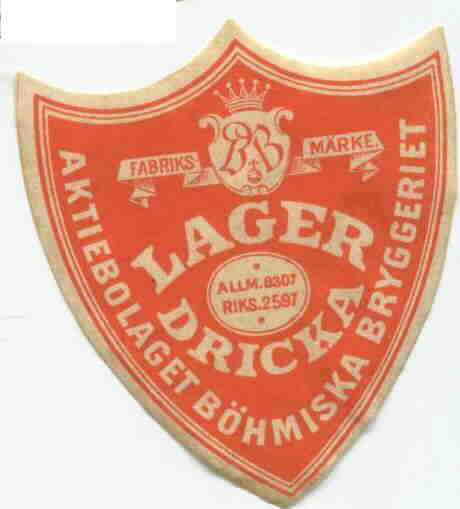 BB
FABRIKS MÄRKE.
LAGER
ALLM. 8307
RIKS. 2597
DRICKA
AKTIEBOLAGET BÖHMISKA BRYGGERIET